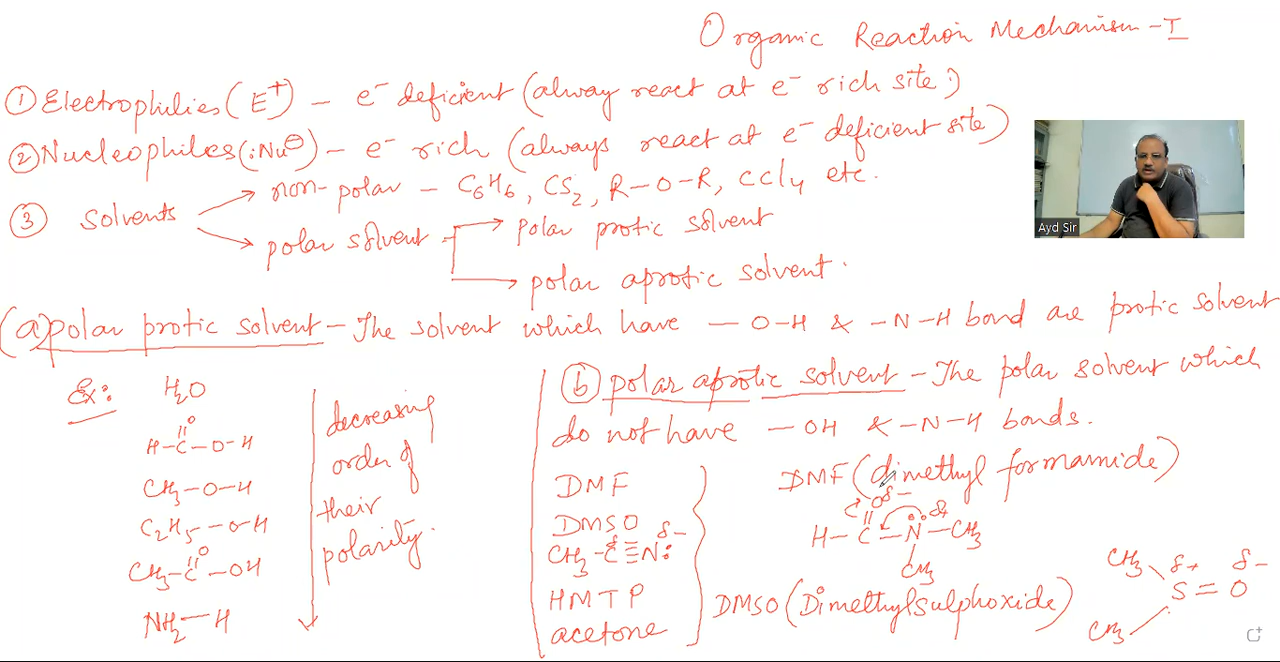 Organic Reaction Mechanism - I
① Electrophilies (E⁺) – e⁻ deficient (alway react at e⁻ rich site.)
② Nucleophiles (:Nu⊖) – e⁻ rich (always react at e⁻ deficient site)
③ Solvents
non-polar – C₆H₆, CS₂, R–O–R, CCl₄ etc.
polar solvent
polar protic solvent
polar aprotic solvent.
Ayd Sir
(a) polar protic solvent – The solvent which have – O–H & –N–H bond are protic solvent
Ex:
H₂O
O
H–C–O–H
CH₃–O–H
C₂H₅–O–H
O
CH₃–C–OH
NH₂–H
decreasing
order of
their
polarity.
ⓑ polar aprotic solvent – The polar solvent which
do not have – OH & –N–H bonds.
DMF
DMSO
δ–
CH₃–C≡N:
HMTP
acetone
DMF (dimethyl formamide)
O δ–
δ+
H–C–N–CH₃
CH₃
DMSO (Dimethylsulphoxide)
CH₃ δ+ δ–
S=O
CH₃